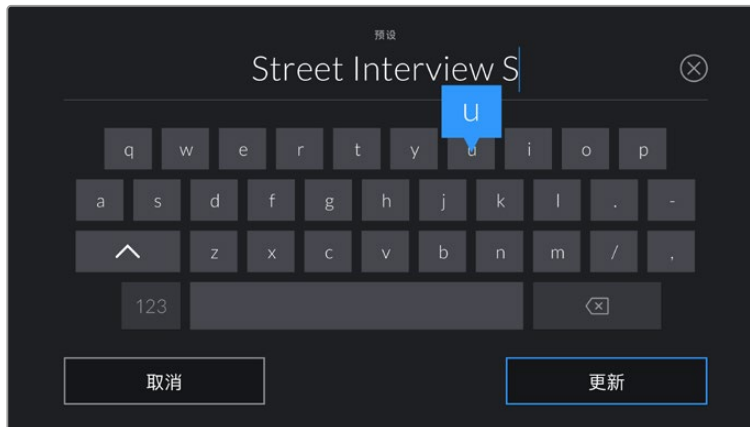 预设
Street Interview S
u
q w e r t y u i o p
a s d f g h j k l . -
z x c v b n m / ,
123
取消 更新